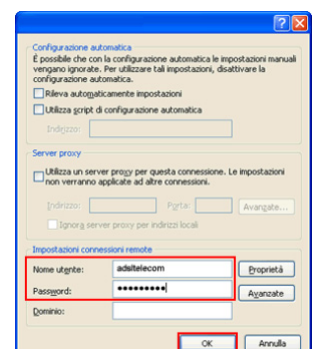 Configurazione automatica
È possibile che con la configurazione automatica le impostazioni manuali
vengano ignorate. Per utilizzare tali impostazioni, disattivare la
configurazione automatica.
Rileva automaticamente impostazioni
Utilizza script di configurazione automatica
Indirizzo:
Server proxy
Utilizza un server proxy per questa connessione. Le impostazioni
non verranno applicate ad altre connessioni.
Indirizzo: Porta: Avanzate...
Ignora server proxy per indirizzi locali
Impostazioni connessioni remote
Nome utente: adsltelecom Proprietà
Password: ••••••••• Avanzate
Dominio:
OK Annulla